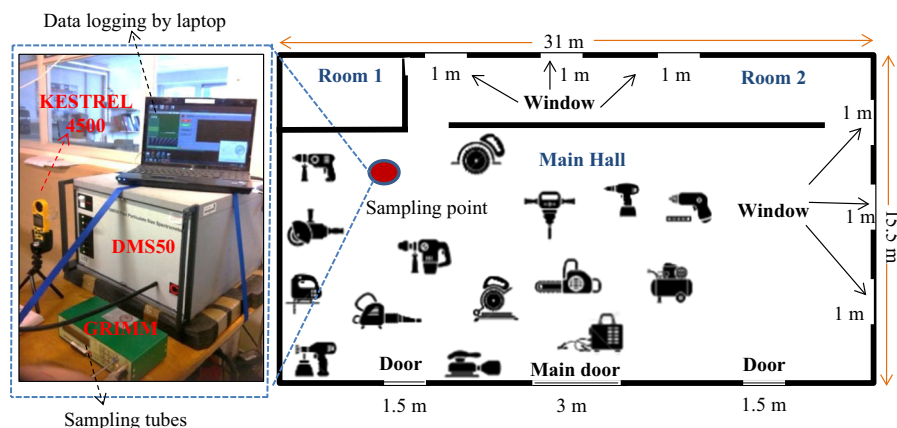 Data logging by laptop
31 m
KESTREL
4500
Room 1
1 m
1 m
1 m
Room 2
Window
1 m
Main Hall
Sampling point
Window
1 m
15.5 m
DMS50
1 m
GRIMM
Door
Main door
Door
1.5 m
3 m
1.5 m
Sampling tubes